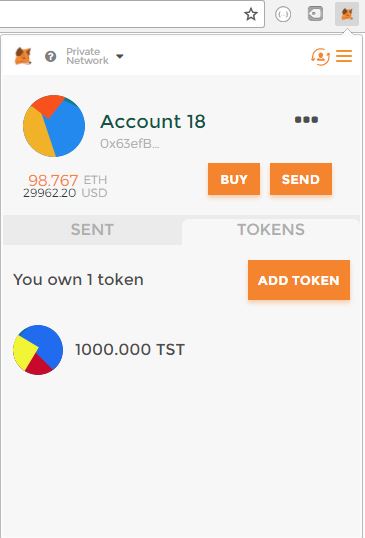 Private
Network
Account 18
0x63efB...
98.767 ETH
29962.20 USD
BUY
SEND
SENT
TOKENS
You own 1 token
ADD TOKEN
1000.000 TST